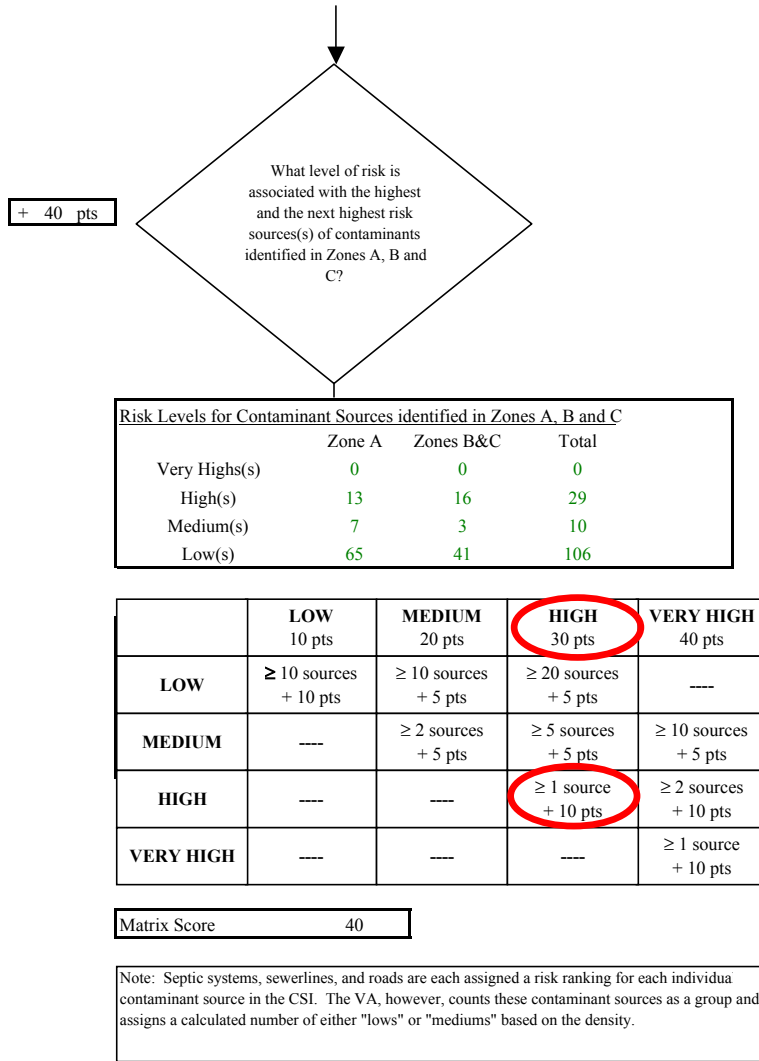 What level of risk is
associated with the highest
and the next highest risk
sources(s) of contaminants
identified in Zones A, B and
C?
+ 40 pts
Risk Levels for Contaminant Sources identified in Zones A, B and C
Zone A Zones B&C Total
Very Highs(s) 0 0 0
High(s) 13 16 29
Medium(s) 7 3 10
Low(s) 65 41 106
LOW MEDIUM HIGH VERY HIGH
10 pts 20 pts 30 pts 40 pts
LOW ≥ 10 sources ≥ 10 sources ≥ 20 sources ----
+ 10 pts + 5 pts + 5 pts
MEDIUM ---- ≥ 2 sources ≥ 5 sources ≥ 10 sources
+ 5 pts + 5 pts + 5 pts
HIGH ---- ---- ≥ 1 source ≥ 2 sources
+ 10 pts + 10 pts
VERY HIGH ---- ---- ---- ≥ 1 source
+ 10 pts
Matrix Score 40
Note: Septic systems, sewerlines, and roads are each assigned a risk ranking for each individua
contaminant source in the CSI. The VA, however, counts these contaminant sources as a group and
assigns a calculated number of either "lows" or "mediums" based on the density.